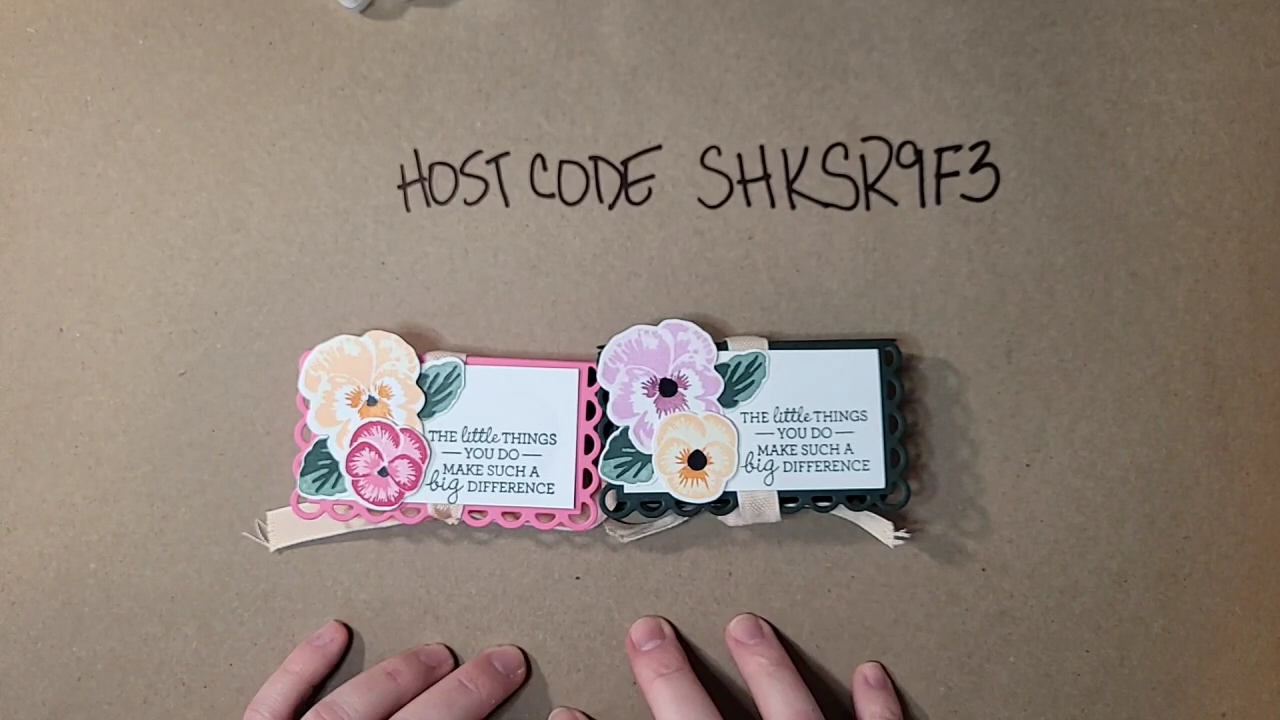 HOST CODE SHKSR9F3
THE little THINGS
— YOU DO —
MAKE SUCH A
big DIFFERENCE
THE little THINGS
— YOU DO —
MAKE SUCH A
big DIFFERENCE